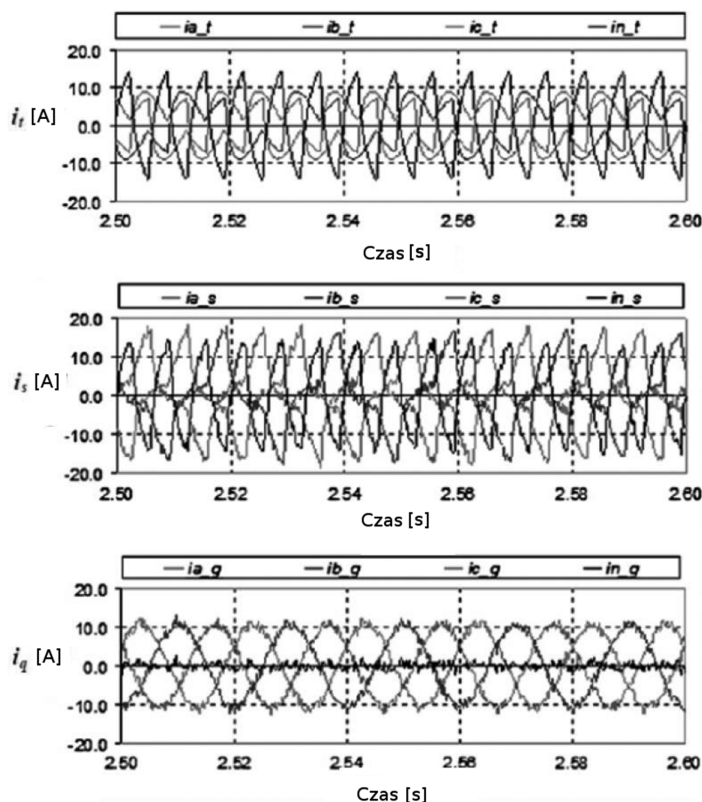 ia_t ib_t ic_t in_t
20.0
10.0
0.0
-10.0
-20.0
i_t [A]
2.50 2.52 2.54 2.56 2.58 2.60
Czas [s]
ia_s ib_s ic_s in_s
20.0
10.0
0.0
-10.0
-20.0
i_s [A]
2.50 2.52 2.54 2.56 2.58 2.60
Czas [s]
ia_g ib_g ic_g in_g
20.0
10.0
0.0
-10.0
-20.0
i_q [A]
2.50 2.52 2.54 2.56 2.58 2.60
Czas [s]